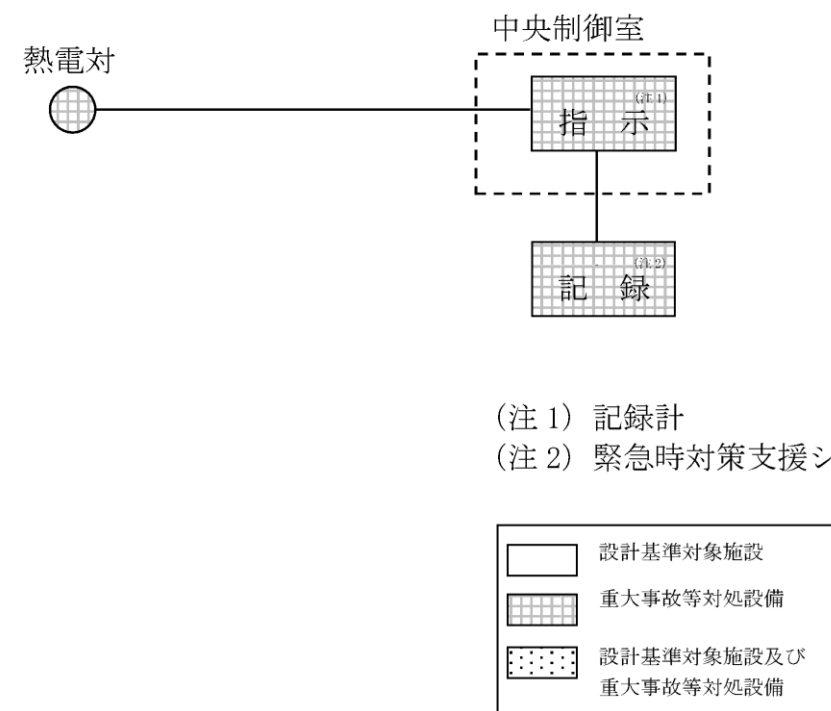 中央制御室
熱電対
(注1)
指 示
(注2)
記 録
(注1) 記録計
(注2) 緊急時対策支援シ
設計基準対象施設
重大事故等対処設備
設計基準対象施設及び
重大事故等対処設備